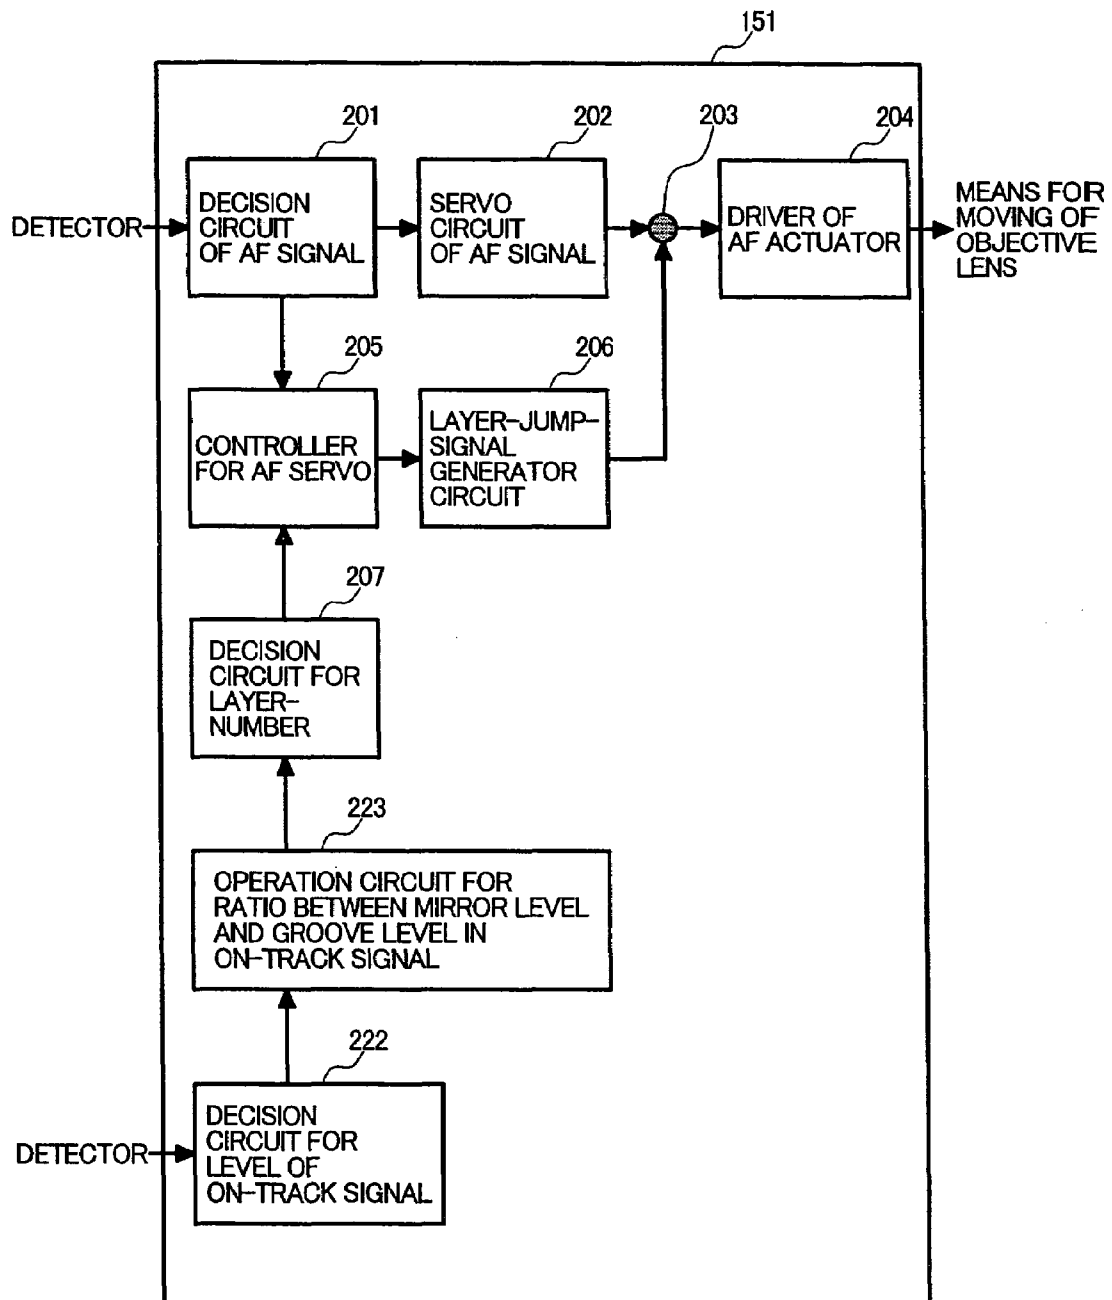 151
201
202
203
204
DETECTOR
DECISION
CIRCUIT
OF AF SIGNAL
SERVO
CIRCUIT
OF AF SIGNAL
DRIVER OF
AF ACTUATOR
MEANS FOR
MOVING OF
OBJECTIVE
LENS
205
206
CONTROLLER
FOR AF SERVO
LAYER-JUMP-
SIGNAL
GENERATOR
CIRCUIT
207
DECISION
CIRCUIT FOR
LAYER-
NUMBER
223
OPERATION CIRCUIT FOR
RATIO BETWEEN MIRROR LEVEL
AND GROOVE LEVEL IN
ON-TRACK SIGNAL
222
DETECTOR
DECISION
CIRCUIT FOR
LEVEL OF
ON-TRACK SIGNAL